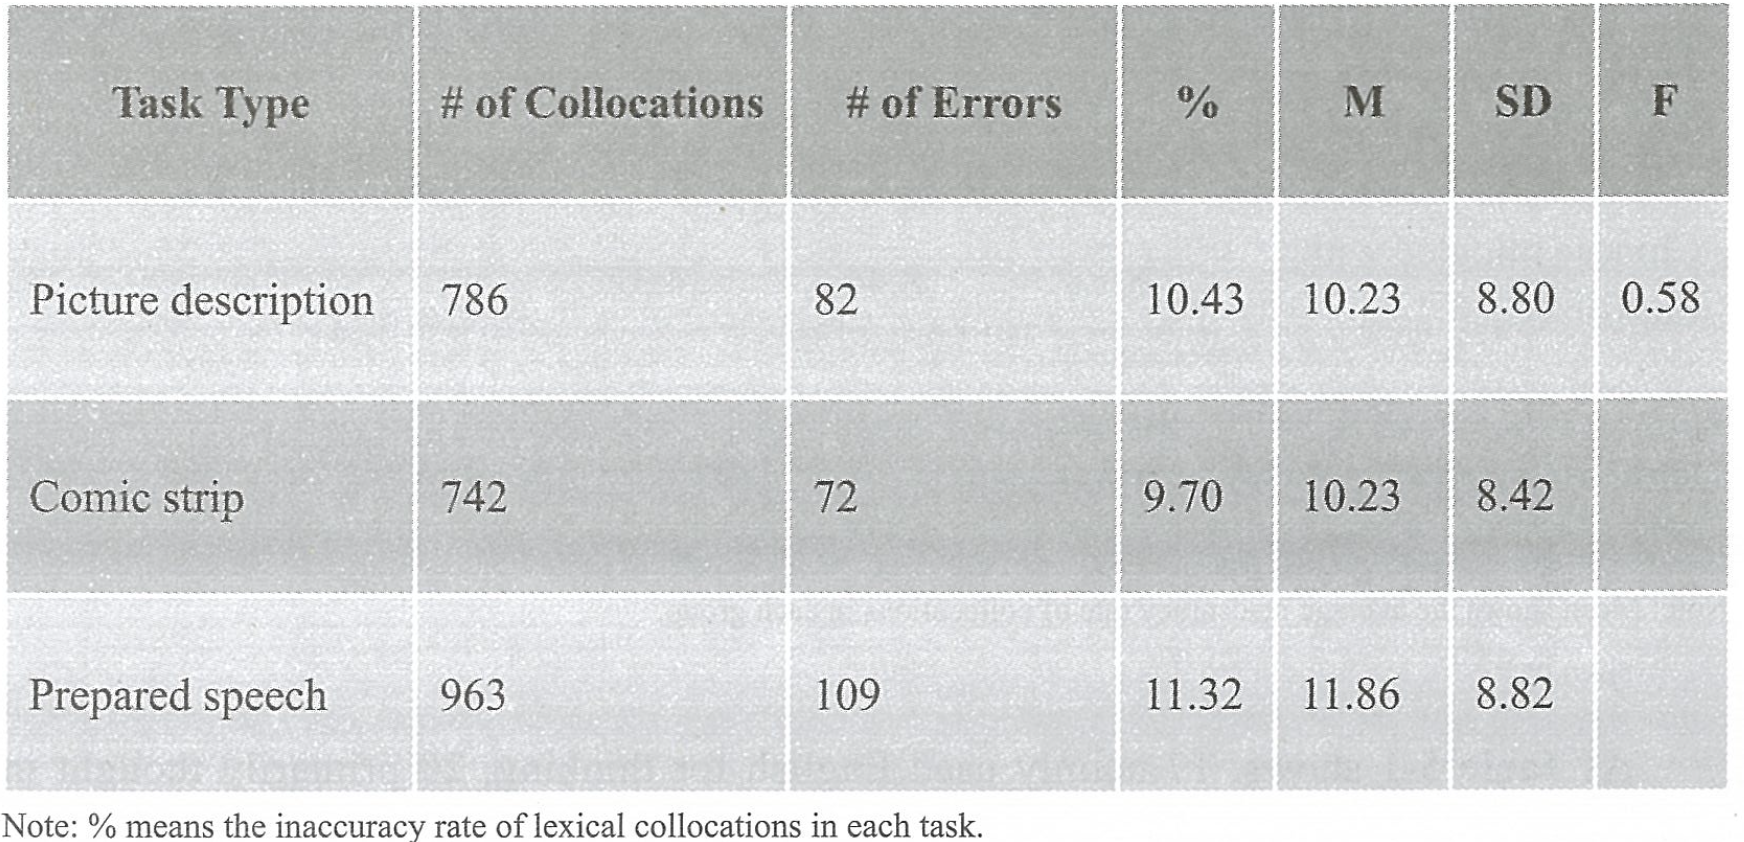 Task Type # of Collocations # of Errors % M SD F
Picture description 786 82 10.43 10.23 8.80 0.58
Comic strip 742 72 9.70 10.23 8.42
Prepared speech 963 109 11.32 11.86 8.82
Note: % means the inaccuracy rate of lexical collocations in each task.